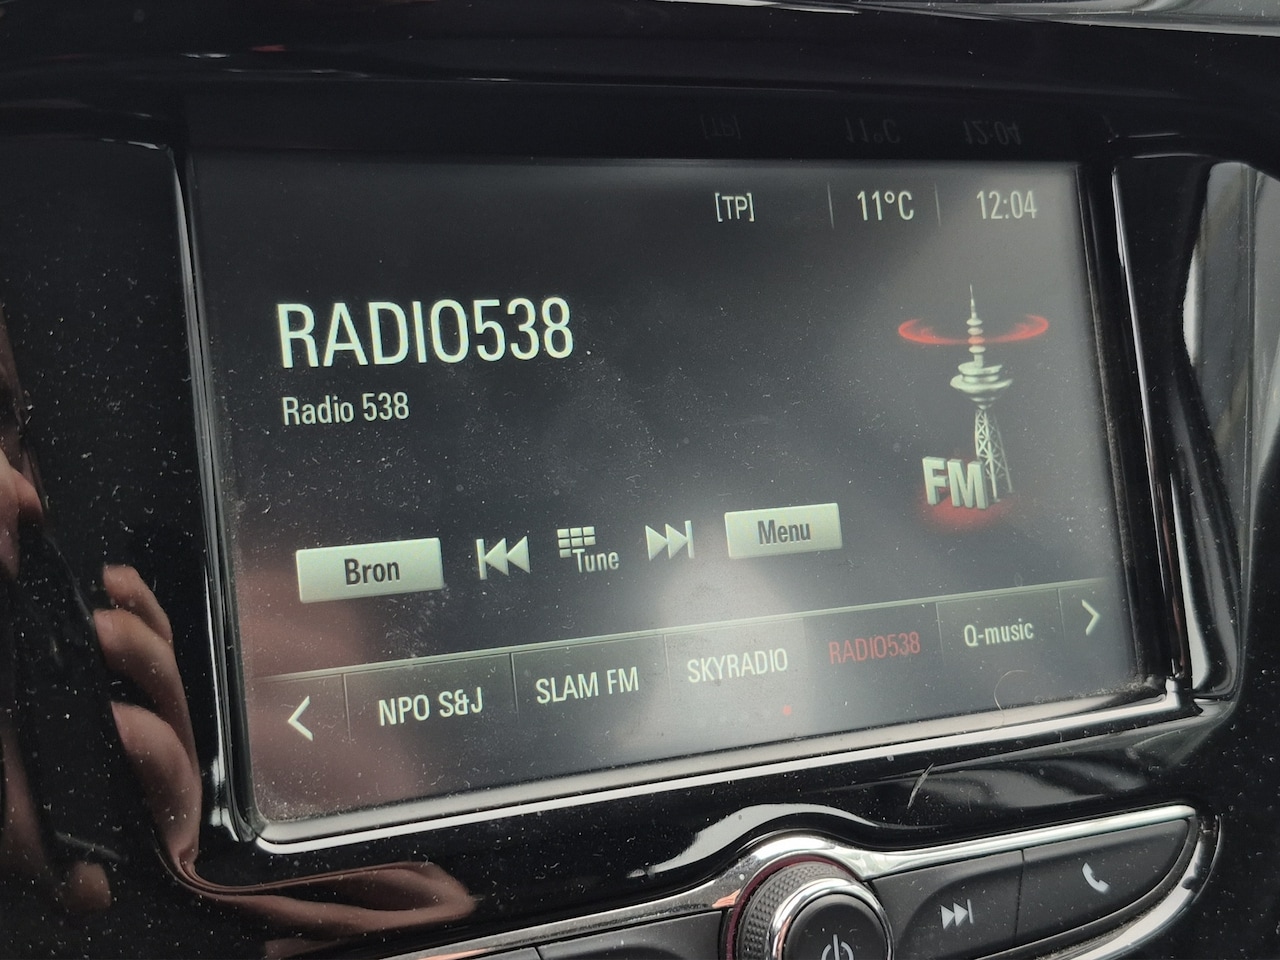 [TP] 11°C 12:04
RADIO538
Radio 538
FM
Bron Tune Menu
NPO S&J SLAM FM SKYRADIO RADIO538 Q-music